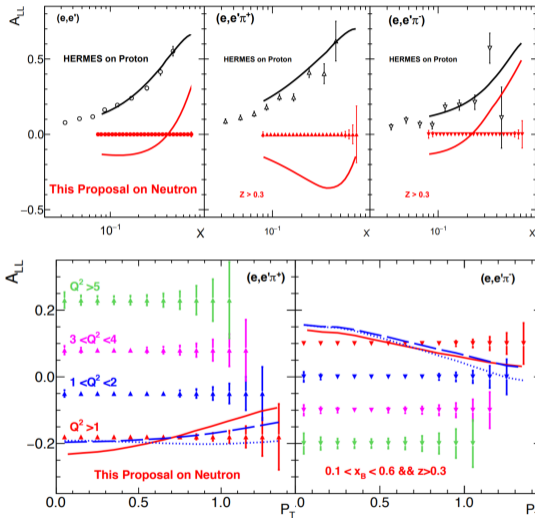 A_LL
(e,e')
(e,e'π⁺)
(e,e'π⁻)
HERMES on Proton
HERMES on Proton
HERMES on Proton
0.5
0.0
−0.5
This Proposal on Neutron
Z > 0.3
Z > 0.3
10⁻¹
X
10⁻¹
X
10⁻¹
X
A_LL
(e,e'π⁺)
(e,e'π⁻)
Q² >5
3 <Q² <4
1 <Q² <2
Q² >1
0.2
0.0
−0.2
This Proposal on Neutron
0.1 < x_B < 0.6 && z>0.3
0.0
0.5
1.0
P_T
0.0
0.5
1.0